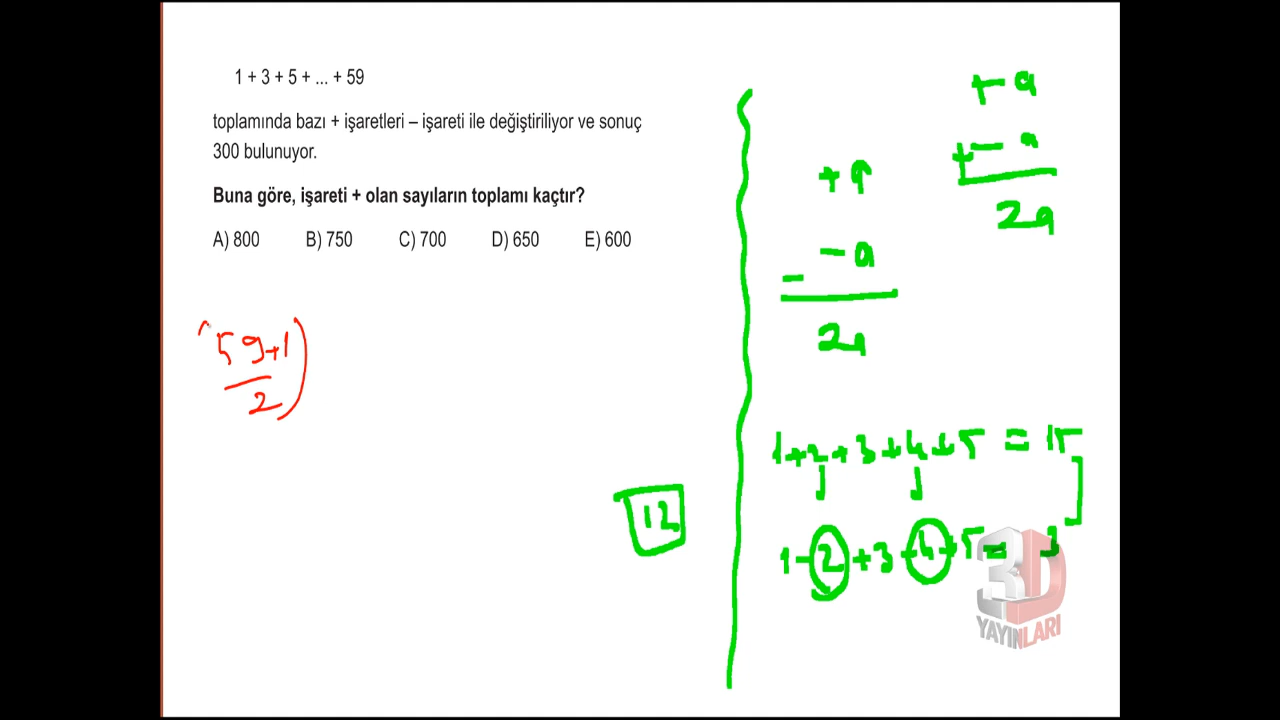 1 + 3 + 5 + ... + 59
toplamında bazı + işaretleri – işareti ile değiştiriliyor ve sonuç
300 bulunuyor.
Buna göre, işareti + olan sayıların toplamı kaçtır?
A) 800 B) 750 C) 700 D) 650 E) 600
(59+1)
2
12
+ a
+ - a
2a
+ a
- a
-
2a
1+2+3+4+5 = 15
1-2+3-4+5= 3
3D
YAYINLARI